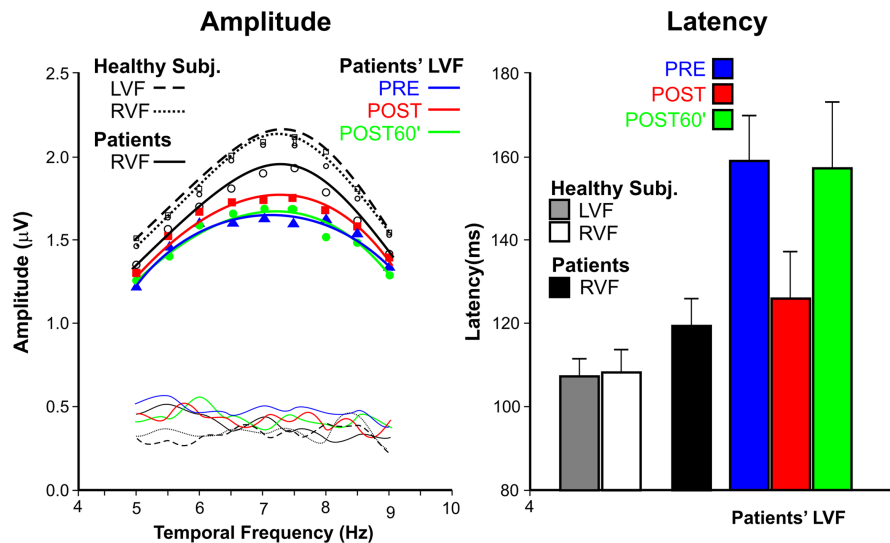 Amplitude
Healthy Subj.
LVF
RVF
Patients
RVF
Patients' LVF
PRE
POST
POST60'
2.5
2.0
1.5
1.0
0.5
0.0
Amplitude (μV)
4 5 6 7 8 9 10
Temporal Frequency (Hz)
Latency
PRE
POST
POST60'
Healthy Subj.
LVF
RVF
Patients
RVF
180
160
140
120
100
80
Latency(ms)
4
Patients' LVF